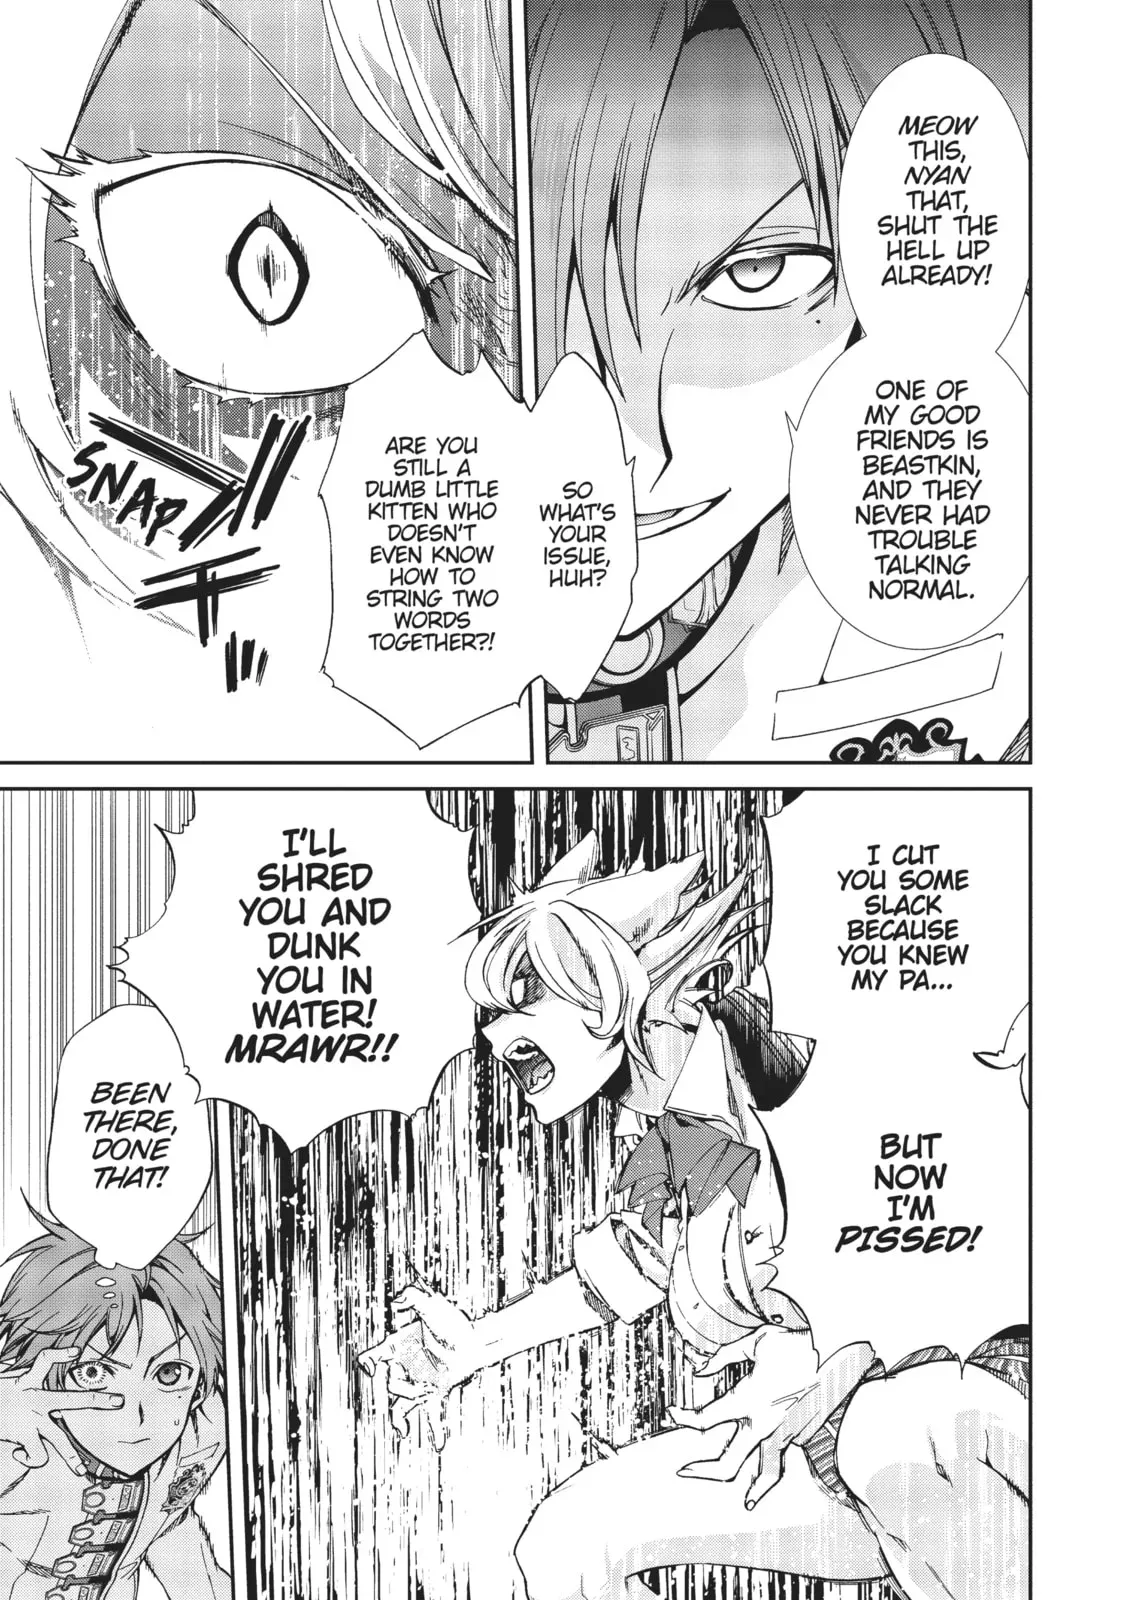 MEOW
THIS,
NYAN
THAT,
SHUT THE
HELL UP
ALREADY!
ONE OF
MY GOOD
FRIENDS IS
BEASTKIN,
AND THEY
NEVER HAD
TROUBLE
TALKING
NORMAL.
SO
WHAT'S
YOUR
ISSUE,
HUH?
ARE YOU
STILL A
DUMB LITTLE
KITTEN WHO
DOESN'T
EVEN KNOW
HOW TO
STRING TWO
WORDS
TOGETHER?!
SNAP
I CUT
YOU SOME
SLACK
BECAUSE
YOU KNEW
MY PA...
BUT
NOW
I'M
PISSED!
I'LL
SHRED
YOU AND
DUNK
YOU IN
WATER!
MRAWR!!
BEEN
THERE,
DONE
THAT!